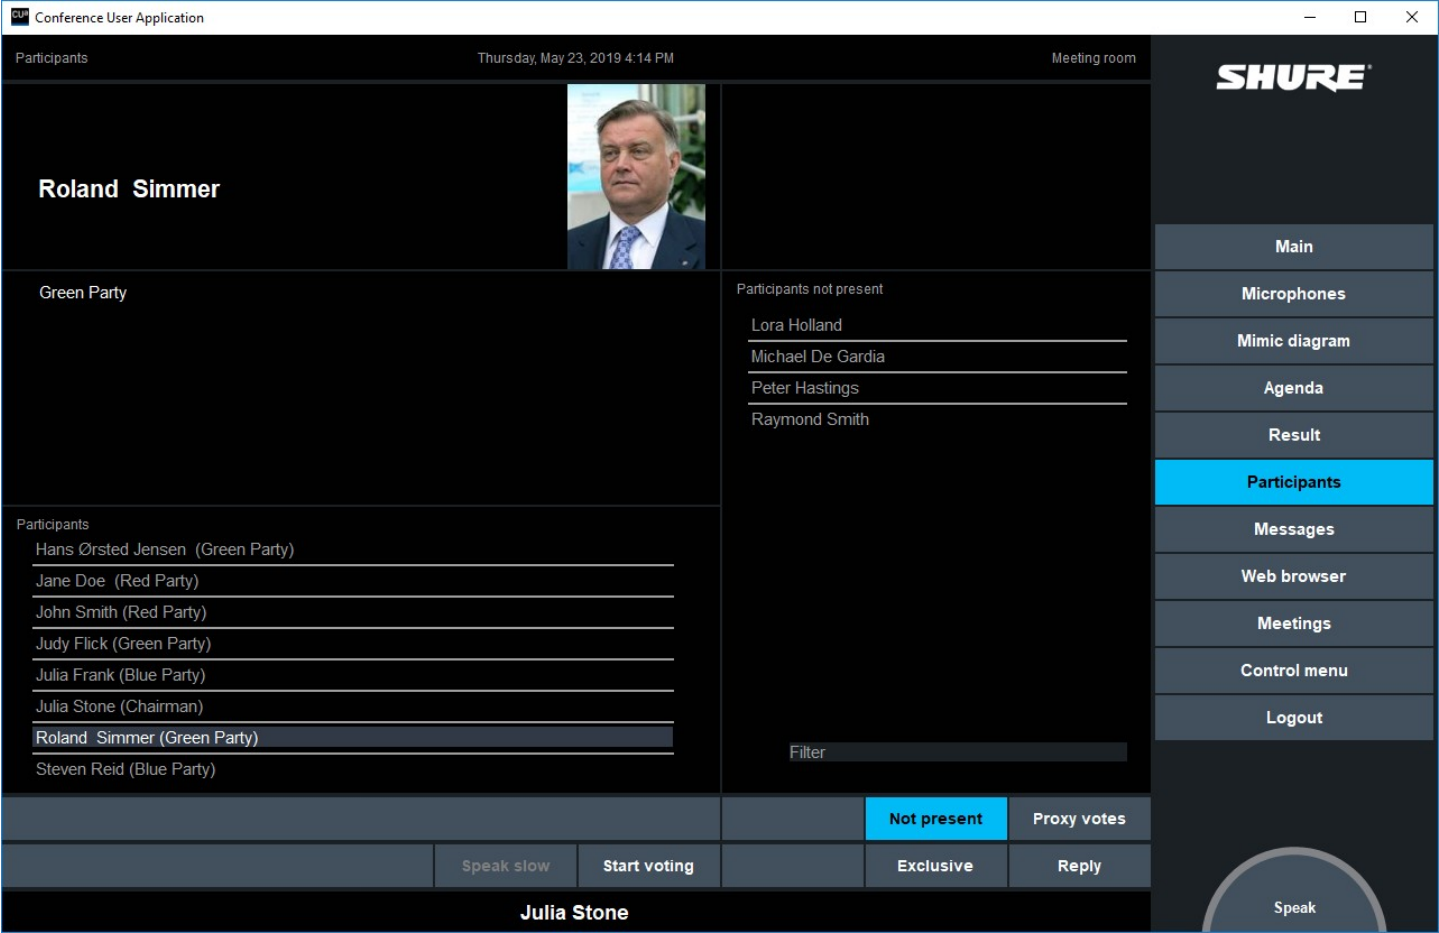 CUa Conference User Application
Participants Thursday, May 23, 2019 4:14 PM Meeting room
SHURE
Roland  Simmer
Green Party
Participants not present
Lora Holland
Michael De Gardia
Peter Hastings
Raymond Smith
Filter
Participants
Hans Ørsted Jensen  (Green Party)
Jane Doe  (Red Party)
John Smith (Red Party)
Judy Flick (Green Party)
Julia Frank (Blue Party)
Julia Stone (Chairman)
Roland  Simmer (Green Party)
Steven Reid (Blue Party)
Not present Proxy votes
Speak slow Start voting Exclusive Reply
Julia Stone
Main
Microphones
Mimic diagram
Agenda
Result
Participants
Messages
Web browser
Meetings
Control menu
Logout
Speak